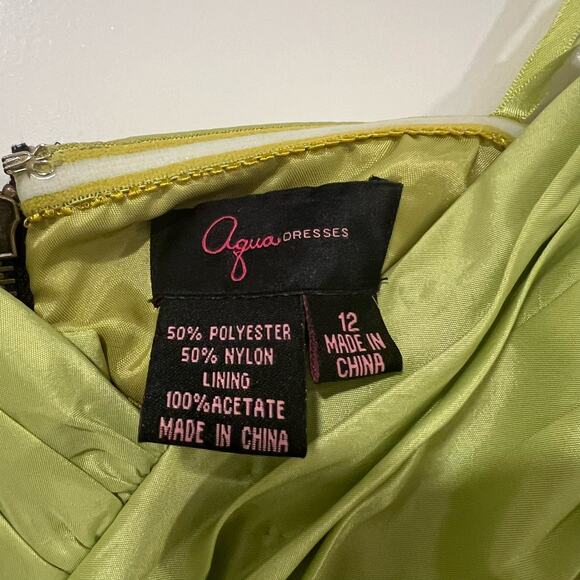 Aqua DRESSES
50% POLYESTER
50% NYLON
LINING
100% ACETATE
MADE IN CHINA
12
MADE IN
CHINA